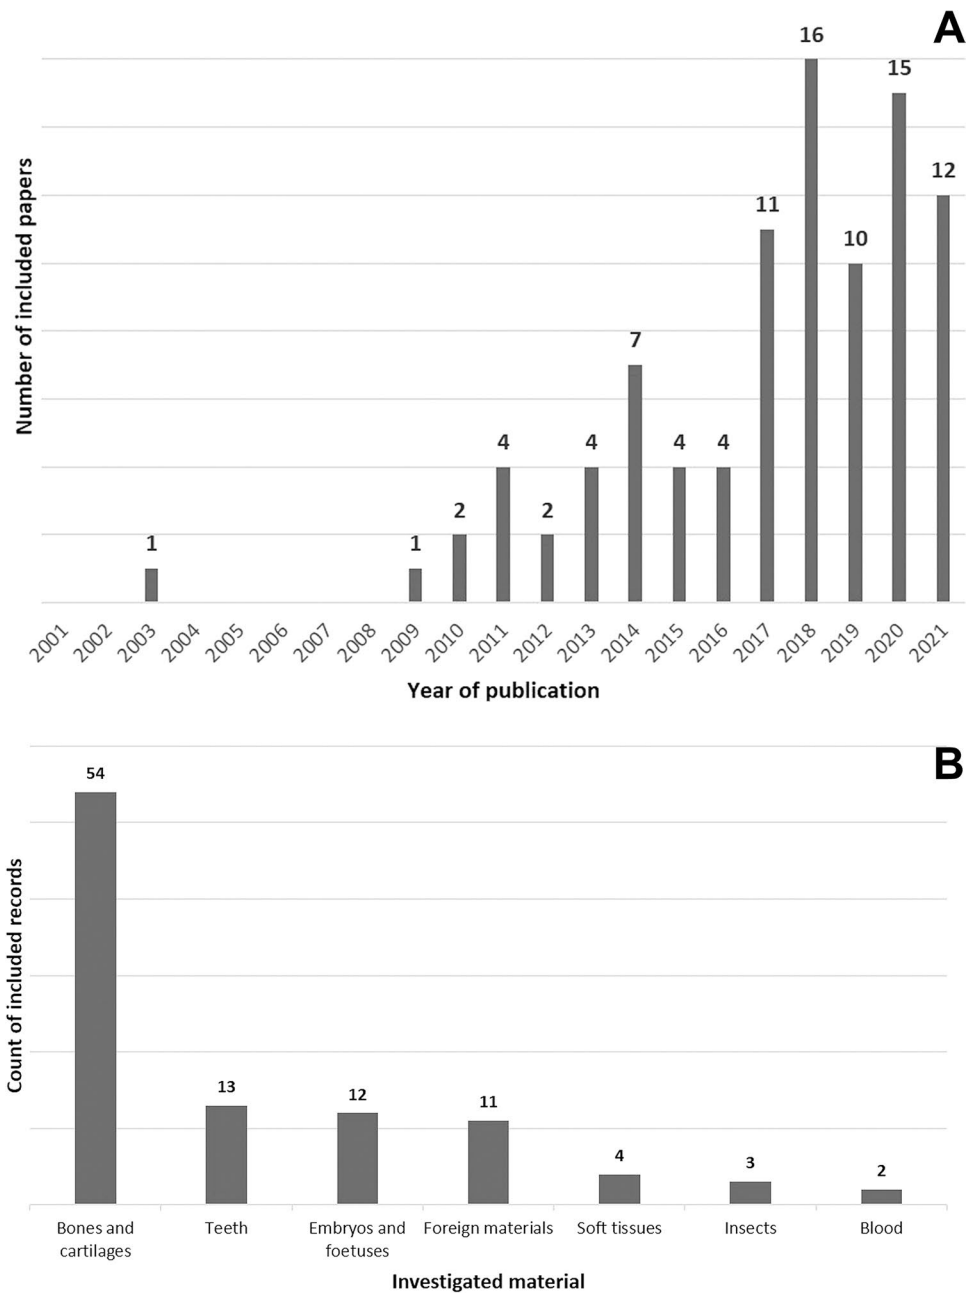 A
16
15
12
11
10
7
4
4
4
4
2
2
1
1
Number of included papers
2001 2002 2003 2004 2005 2006 2007 2008 2009 2010 2011 2012 2013 2014 2015 2016 2017 2018 2019 2020 2021
Year of publication
B
54
13
12
11
4
3
2
Count of included records
Bones and
cartilages
Teeth
Embryos and
foetuses
Foreign materials
Soft tissues
Insects
Blood
Investigated material